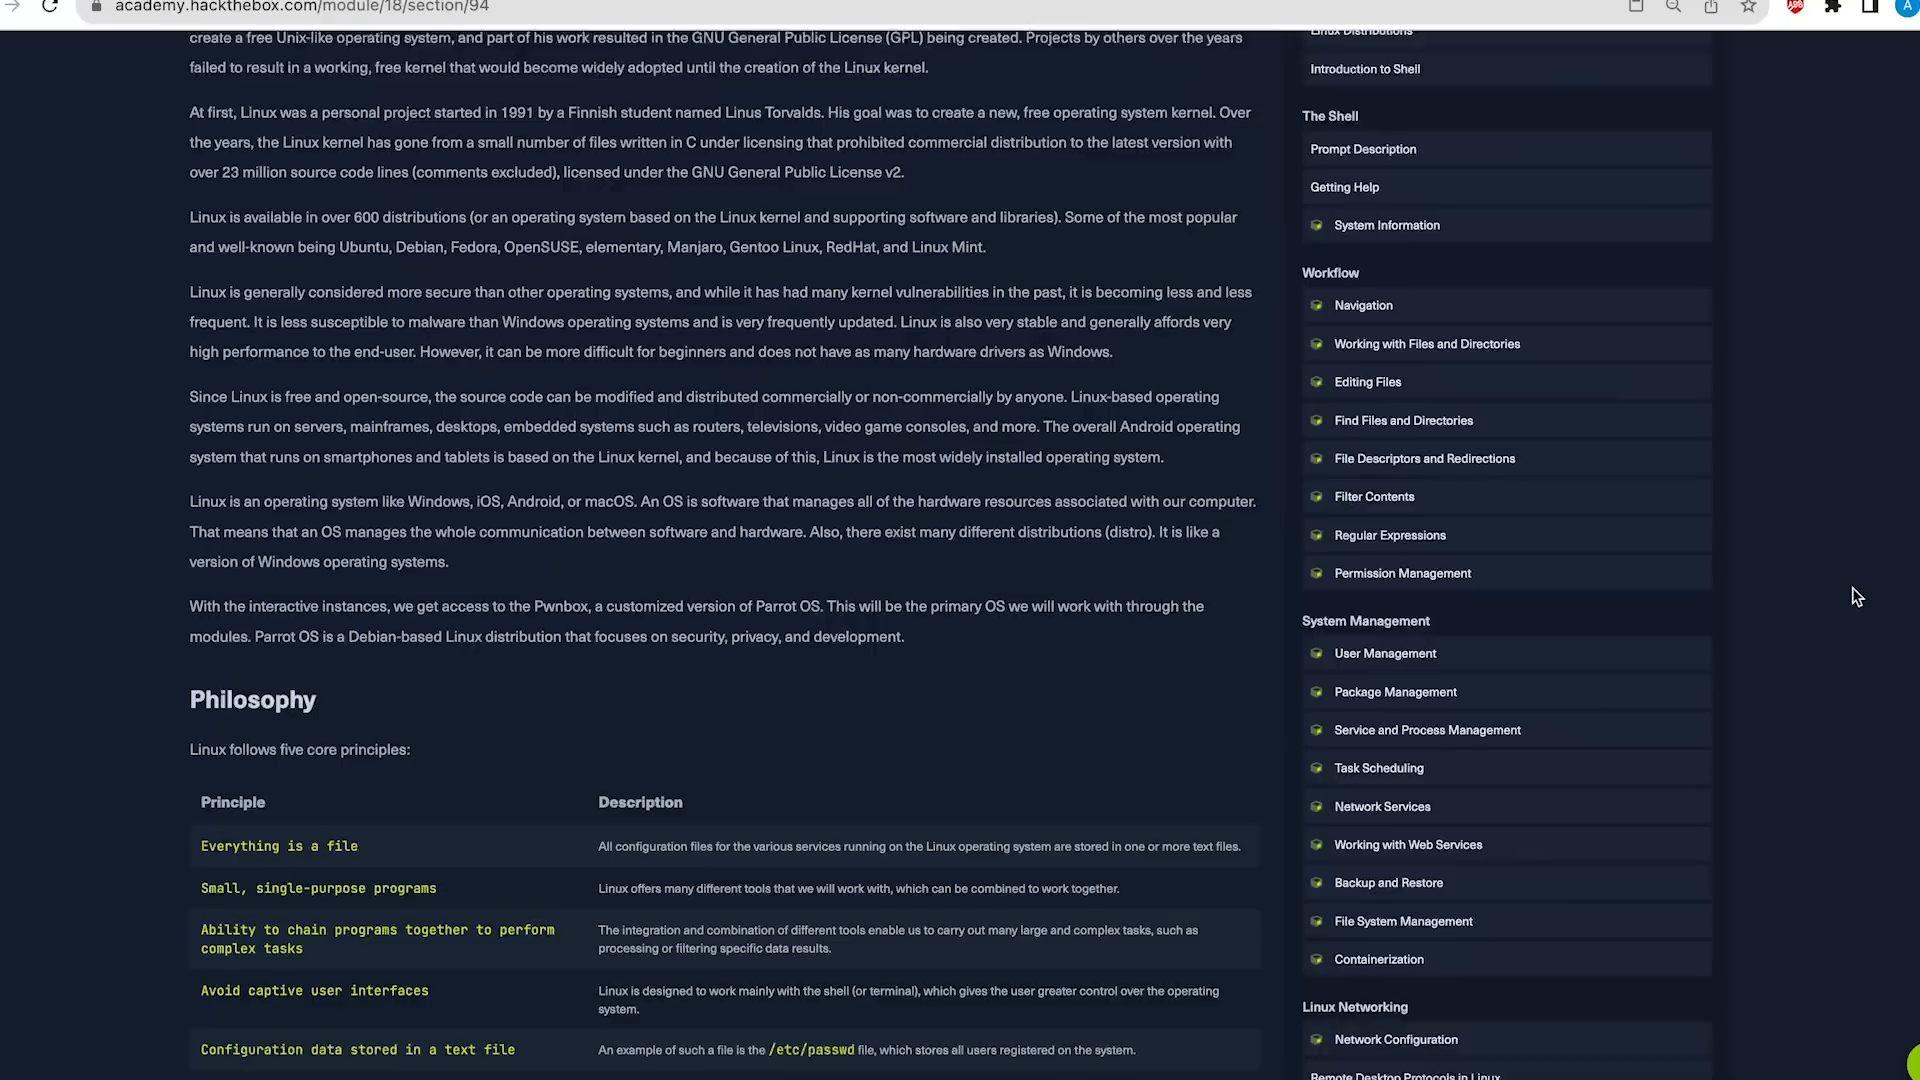 academy.hackthebox.com/module/18/section/94
A
create a free Unix-like operating system, and part of his work resulted in the GNU General Public License (GPL) being created. Projects by others over the years
failed to result in a working, free kernel that would become widely adopted until the creation of the Linux kernel.
At first, Linux was a personal project started in 1991 by a Finnish student named Linus Torvalds. His goal was to create a new, free operating system kernel. Over
the years, the Linux kernel has gone from a small number of files written in C under licensing that prohibited commercial distribution to the latest version with
over 23 million source code lines (comments excluded), licensed under the GNU General Public License v2.
Linux is available in over 600 distributions (or an operating system based on the Linux kernel and supporting software and libraries). Some of the most popular
and well-known being Ubuntu, Debian, Fedora, OpenSUSE, elementary, Manjaro, Gentoo Linux, RedHat, and Linux Mint.
Linux is generally considered more secure than other operating systems, and while it has had many kernel vulnerabilities in the past, it is becoming less and less
frequent. It is less susceptible to malware than Windows operating systems and is very frequently updated. Linux is also very stable and generally affords very
high performance to the end-user. However, it can be more difficult for beginners and does not have as many hardware drivers as Windows.
Since Linux is free and open-source, the source code can be modified and distributed commercially or non-commercially by anyone. Linux-based operating
systems run on servers, mainframes, desktops, embedded systems such as routers, televisions, video game consoles, and more. The overall Android operating
system that runs on smartphones and tablets is based on the Linux kernel, and because of this, Linux is the most widely installed operating system.
Linux is an operating system like Windows, iOS, Android, or macOS. An OS is software that manages all of the hardware resources associated with our computer.
That means that an OS manages the whole communication between software and hardware. Also, there exist many different distributions (distro). It is like a
version of Windows operating systems.
With the interactive instances, we get access to the Pwnbox, a customized version of Parrot OS. This will be the primary OS we will work with through the
modules. Parrot OS is a Debian-based Linux distribution that focuses on security, privacy, and development.
Philosophy
Linux follows five core principles:
Principle Description
Everything is a file All configuration files for the various services running on the Linux operating system are stored in one or more text files.
Small, single-purpose programs Linux offers many different tools that we will work with, which can be combined to work together.
Ability to chain programs together to perform
complex tasks
The integration and combination of different tools enable us to carry out many large and complex tasks, such as
processing or filtering specific data results.
Avoid captive user interfaces
Linux is designed to work mainly with the shell (or terminal), which gives the user greater control over the operating
system.
Configuration data stored in a text file An example of such a file is the /etc/passwd file, which stores all users registered on the system.
Linux Distributions
Introduction to Shell
The Shell
Prompt Description
Getting Help
System Information
Workflow
Navigation
Working with Files and Directories
Editing Files
Find Files and Directories
File Descriptors and Redirections
Filter Contents
Regular Expressions
Permission Management
System Management
User Management
Package Management
Service and Process Management
Task Scheduling
Network Services
Working with Web Services
Backup and Restore
File System Management
Containerization
Linux Networking
Network Configuration
Remote Desktop Protocols in Linux